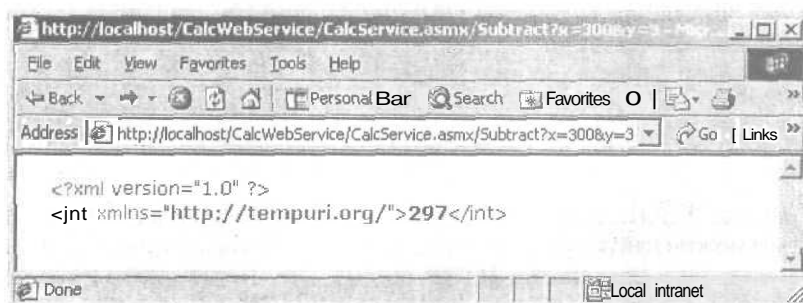 http://localhost/CalcWebService/CalcService.asmx/Subtract?x=300&y=3 -
File Edit View Favorites Tools Help
Back Personal Bar Search Favorites O | »
Address http://localhost/CalcWebService/CalcService.asmx/Subtract?x=300&y=3 Go [ Links »
<?xml version="1.0" ?>
<jnt xmlns="http://tempuri.org/">297</int>
Done Local intranet